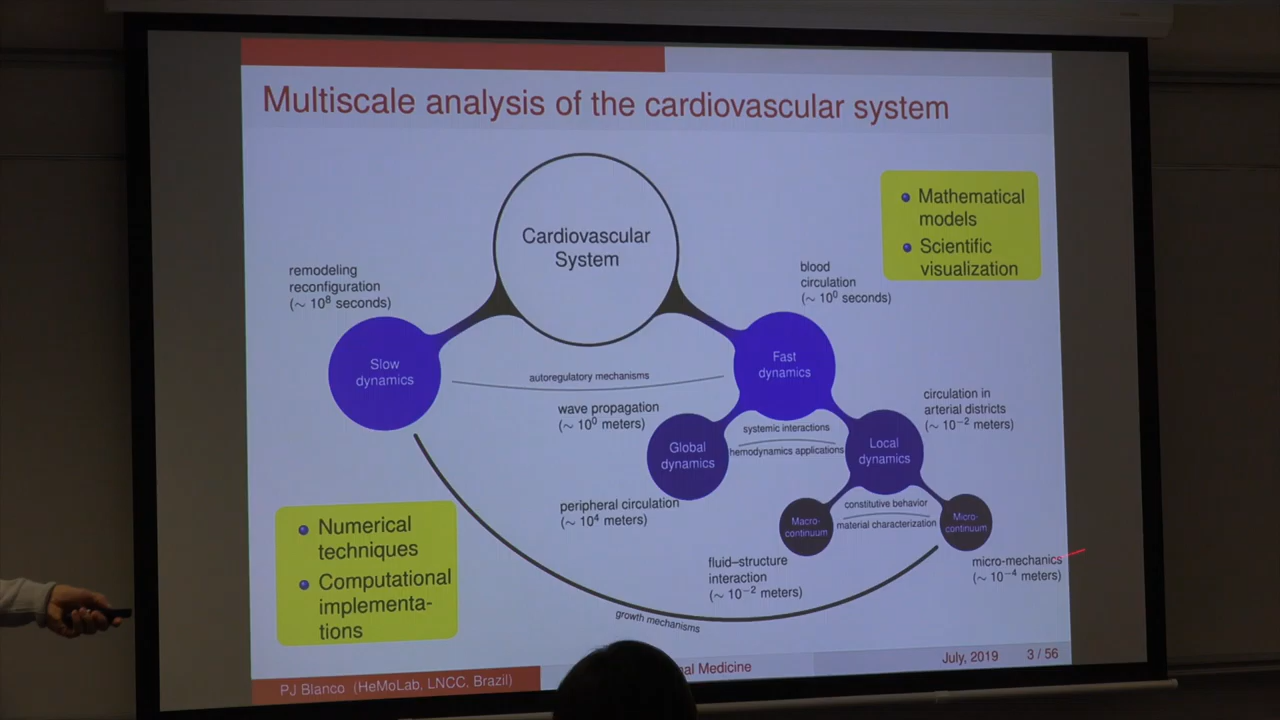 Multiscale analysis of the cardiovascular system
Cardiovascular
System
Mathematical
models
Scientific
visualization
remodeling
reconfiguration
(∼ 10⁸ seconds)
blood
circulation
(∼ 10⁰ seconds)
Slow
dynamics
Fast
dynamics
autoregulatory mechanisms
wave propagation
(∼ 10⁰ meters)
circulation in
arterial districts
(∼ 10⁻² meters)
Global
dynamics
systemic interactions
hemodynamics applications
Local
dynamics
peripheral circulation
(∼ 10⁴ meters)
constitutive behavior
material characterization
Macro-
continuum
Micro-
continuum
fluid–structure
interaction
(∼ 10⁻² meters)
micro-mechanics
(∼ 10⁻⁴ meters)
Numerical
techniques
Computational
implementa-
tions
growth mechanisms
PJ Blanco (HeMoLab, LNCC, Brazil)
Medicine
July, 2019 3 / 56